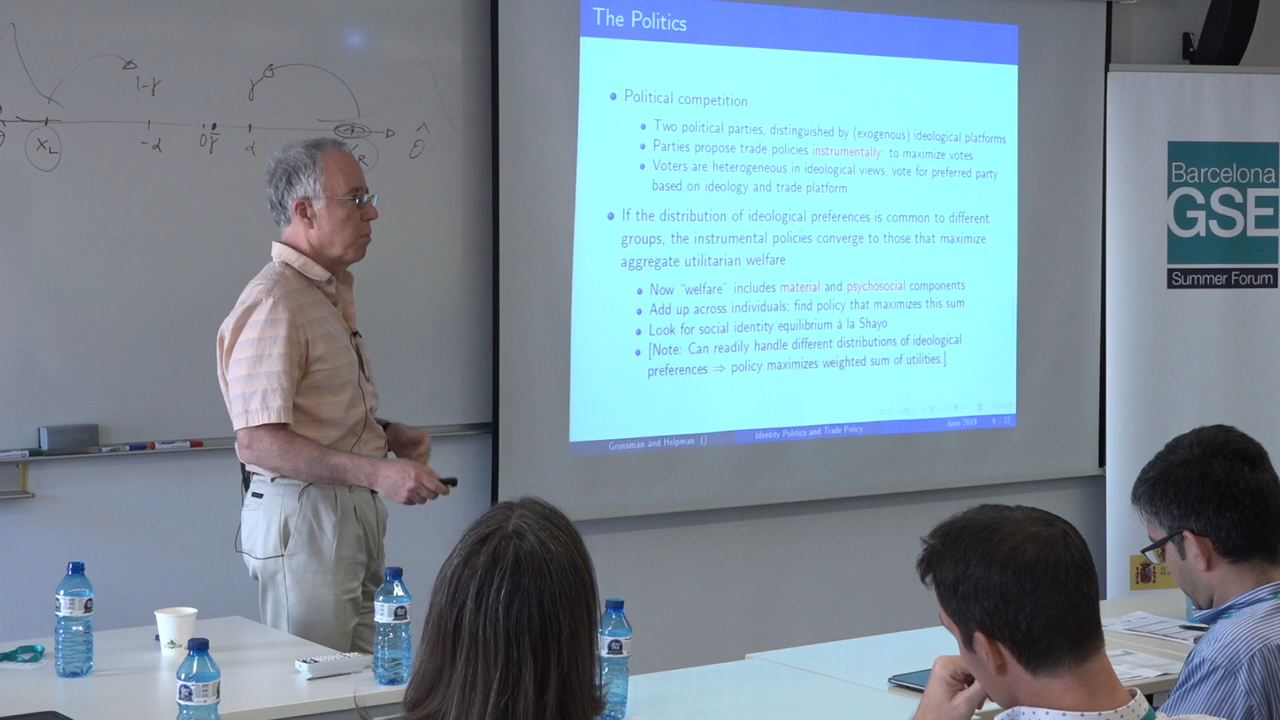 The Politics
Political competition
Two political parties, distinguished by (exogenous) ideological platforms
Parties propose trade policies instrumentally: to maximize votes
Voters are heterogeneous in ideological views, vote for preferred party
based on ideology and trade platform
If the distribution of ideological preferences is common to different
groups, the instrumental policies converge to those that maximize
aggregate utilitarian welfare
Now "welfare" includes material and psychosocial components
Add up across individuals; find policy that maximizes this sum
Look for social identity equilibrium à la Shayo
[Note: Can readily handle different distributions of ideological
preferences ⇒ policy maximizes weighted sum of utilities.]
Grossman and Helpman ()
Identity Politics and Trade Policy
June 2019
6 / 22
Barcelona
GSE
Summer Forum
1-γ
γ
X_L
-α
α
R
θ̂